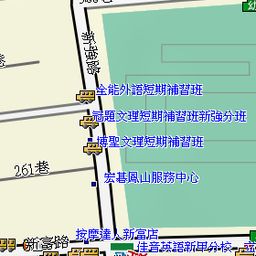 幼
新強路
全能外語短期補習班
冠題文理短期補習班新強分班
博聖文理短期補習班
261巷
宏碁鳳山服務中心
按摩達人新富店
新富路
佳音英語新甲分校